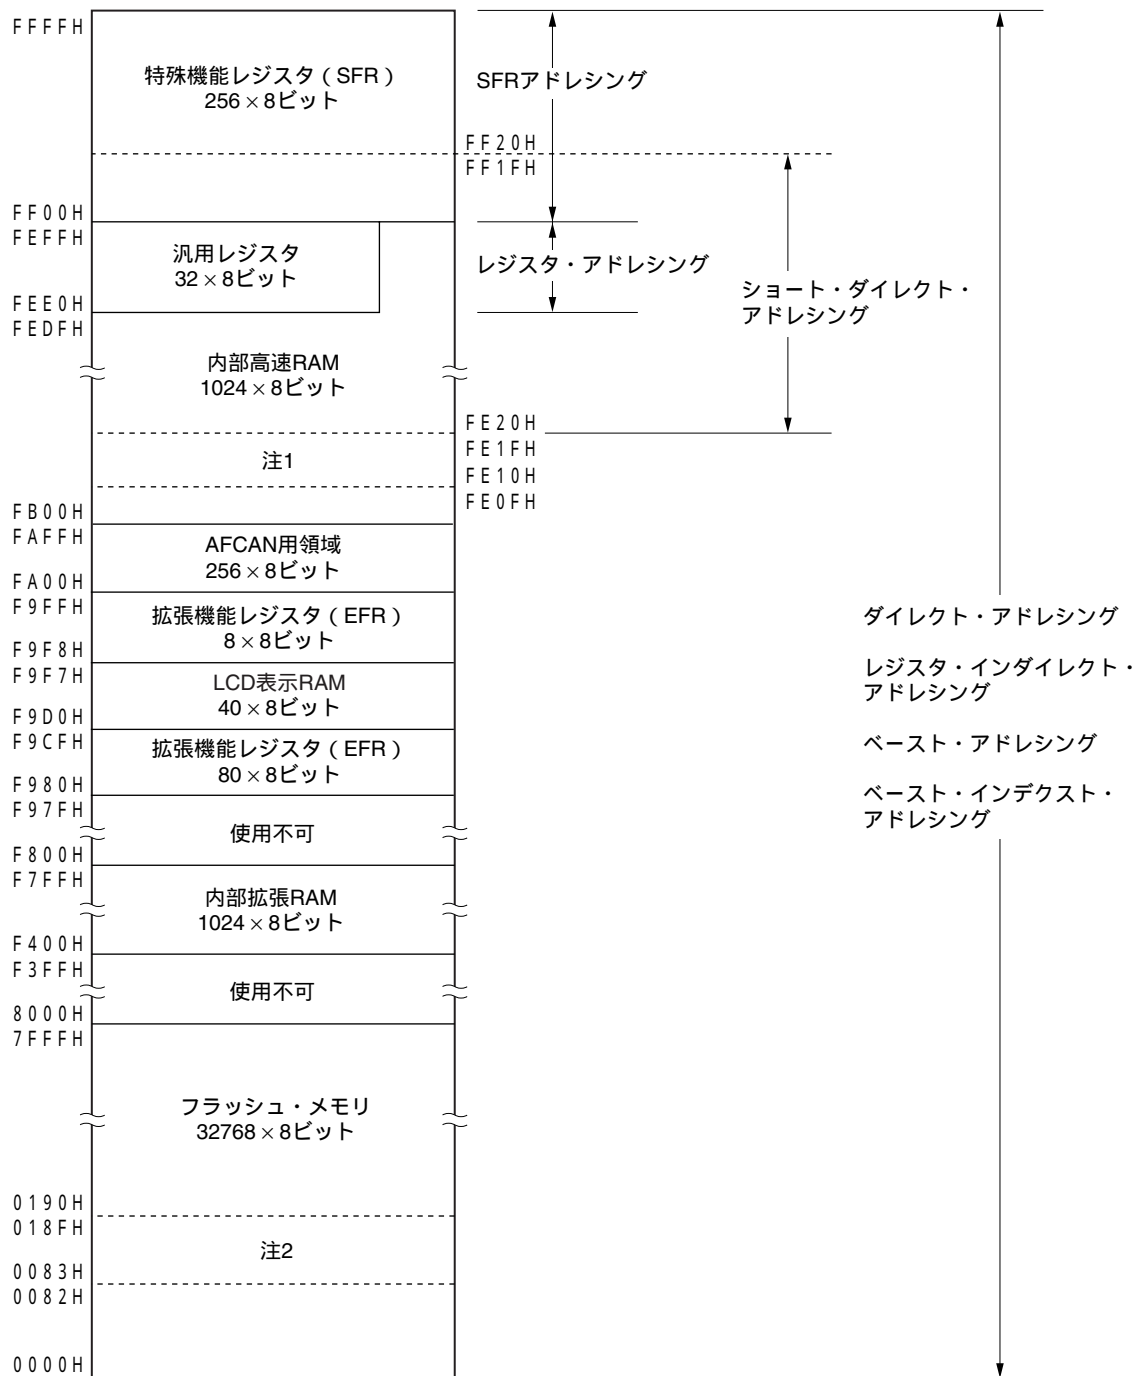 FFFFH
特殊機能レジスタ（SFR）
256×8ビット
SFRアドレシング
FF20H
FF1FH
FF00H
FEFFH
汎用レジスタ
32×8ビット
レジスタ・アドレシング
ショート・ダイレクト・
アドレシング
FEE0H
FEDFH
内部高速RAM
1024×8ビット
FE20H
FE1FH
注1
FE10H
FE0FH
FB00H
FAFFH
AFCAN用領域
256×8ビット
FA00H
F9FFH
拡張機能レジスタ（EFR）
8×8ビット
F9F8H
F9F7H
LCD表示RAM
40×8ビット
F9D0H
F9CFH
拡張機能レジスタ（EFR）
80×8ビット
F980H
F97FH
使用不可
F800H
F7FFH
内部拡張RAM
1024×8ビット
F400H
F3FFH
使用不可
8000H
7FFFH
フラッシュ・メモリ
32768×8ビット
0190H
018FH
注2
0083H
0082H
0000H
ダイレクト・アドレシング
レジスタ・インダイレクト・
アドレシング
ベースト・アドレシング
ベースト・インデクスト・
アドレシング